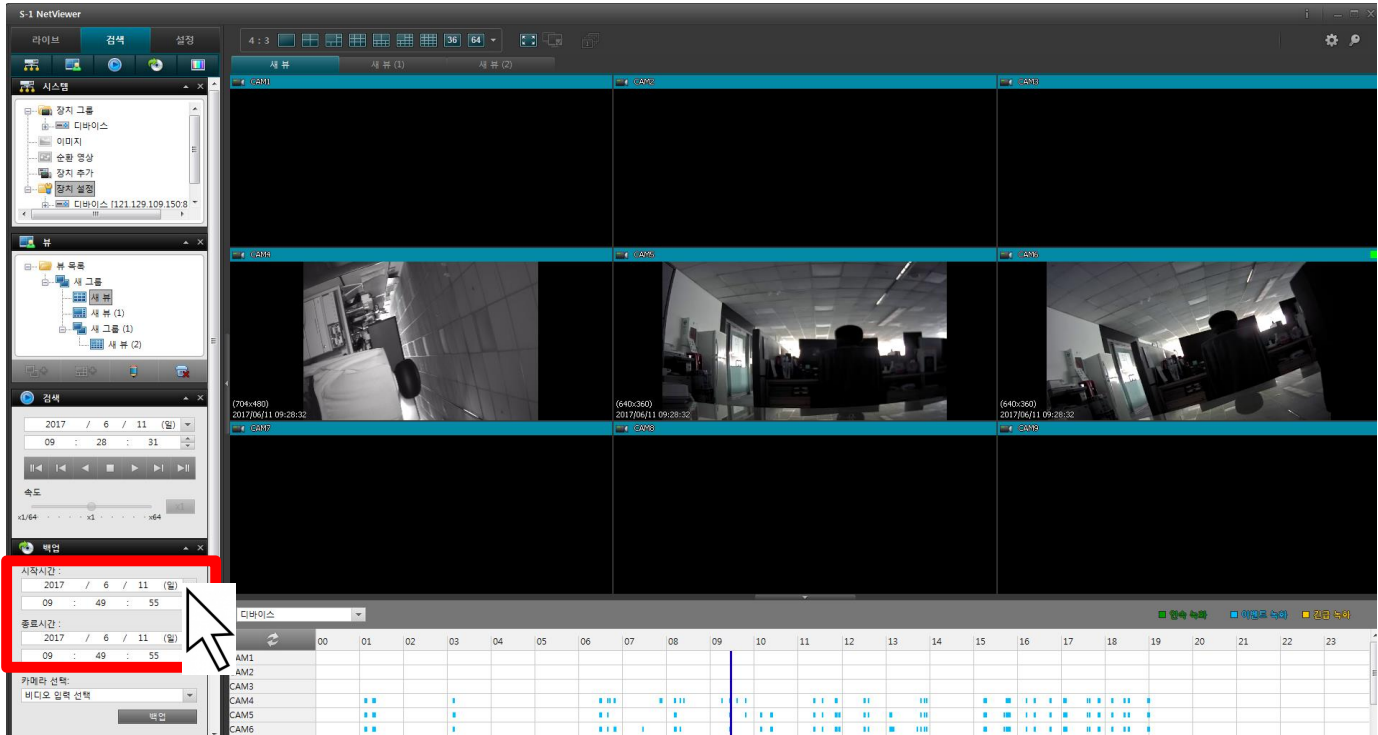 S-1 NetViewer
라이브 검색 설정
4 : 3 36 64
새 뷰 새 뷰 (1) 새 뷰 (2)
시스템
장치 그룹
디바이스
이미지
순환 영상
장치 추가
장치 설정
디바이스 [121.129.109.150:8
뷰
뷰 목록
새 그룹
새 뷰
새 뷰 (1)
새 그룹 (1)
새 뷰 (2)
검색
2017 / 6 / 11 (일)
09 : 28 : 31
속도
x1
x1/64 x1 x64
백업
시작시간 :
2017 / 6 / 11 (일)
09 : 49 : 55
종료시간 :
2017 / 6 / 11 (일)
09 : 49 : 55
카메라 선택:
비디오 입력 선택
백업
CAM1 CAM2 CAM3
CAM4 CAM5 CAM6
(704x480) (640x360) (640x360)
2017/06/11 09:28:32 2017/06/11 09:28:32 2017/06/11 09:28:32
CAM7 CAM8 CAM9
디바이스 연속 녹화 이벤트 녹화 긴급 녹화
00 01 02 03 04 05 06 07 08 09 10 11 12 13 14 15 16 17 18 19 20 21 22 23
AM1
AM2
CAM3
CAM4
CAM5
CAM6